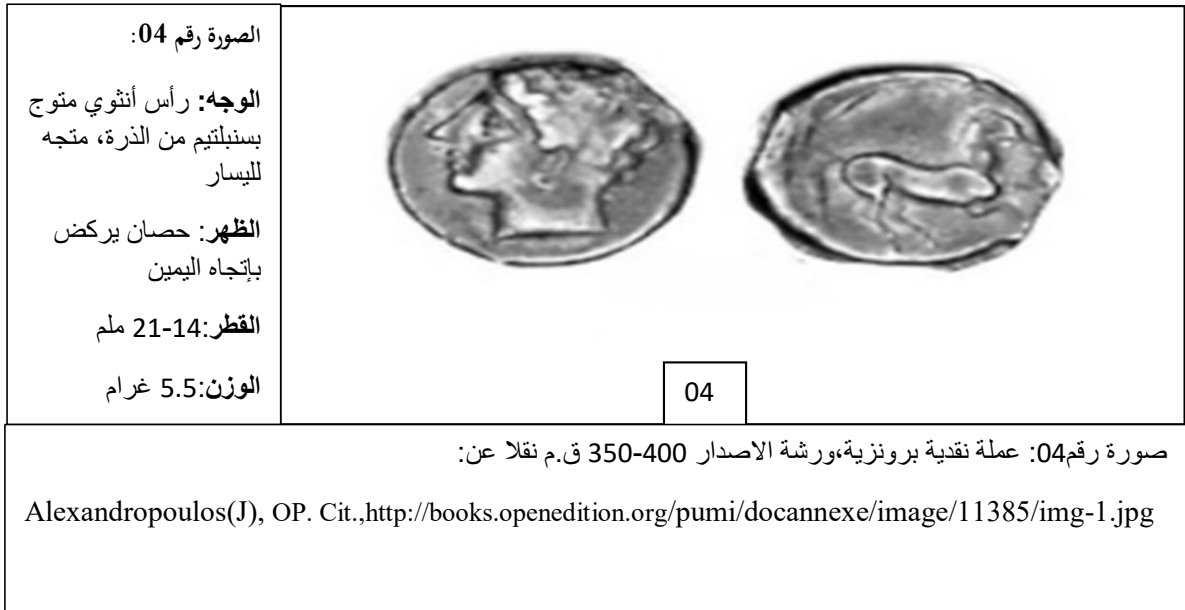 الصورة رقم 04:
الوجه: رأس أنثوي متوج
بسنبلتيم من الذرة، متجه
لليسار
الظهر: حصان يركض
بإتجاه اليمين
القطر:14-21 ملم
الوزن:5.5 غرام
04
صورة رقم04: عملة نقدية برونزية،ورشة الاصدار 400-350 ق.م نقلا عن:
Alexandropoulos(J), OP. Cit.,http://books.openedition.org/pumi/docannexe/image/11385/img-1.jpg